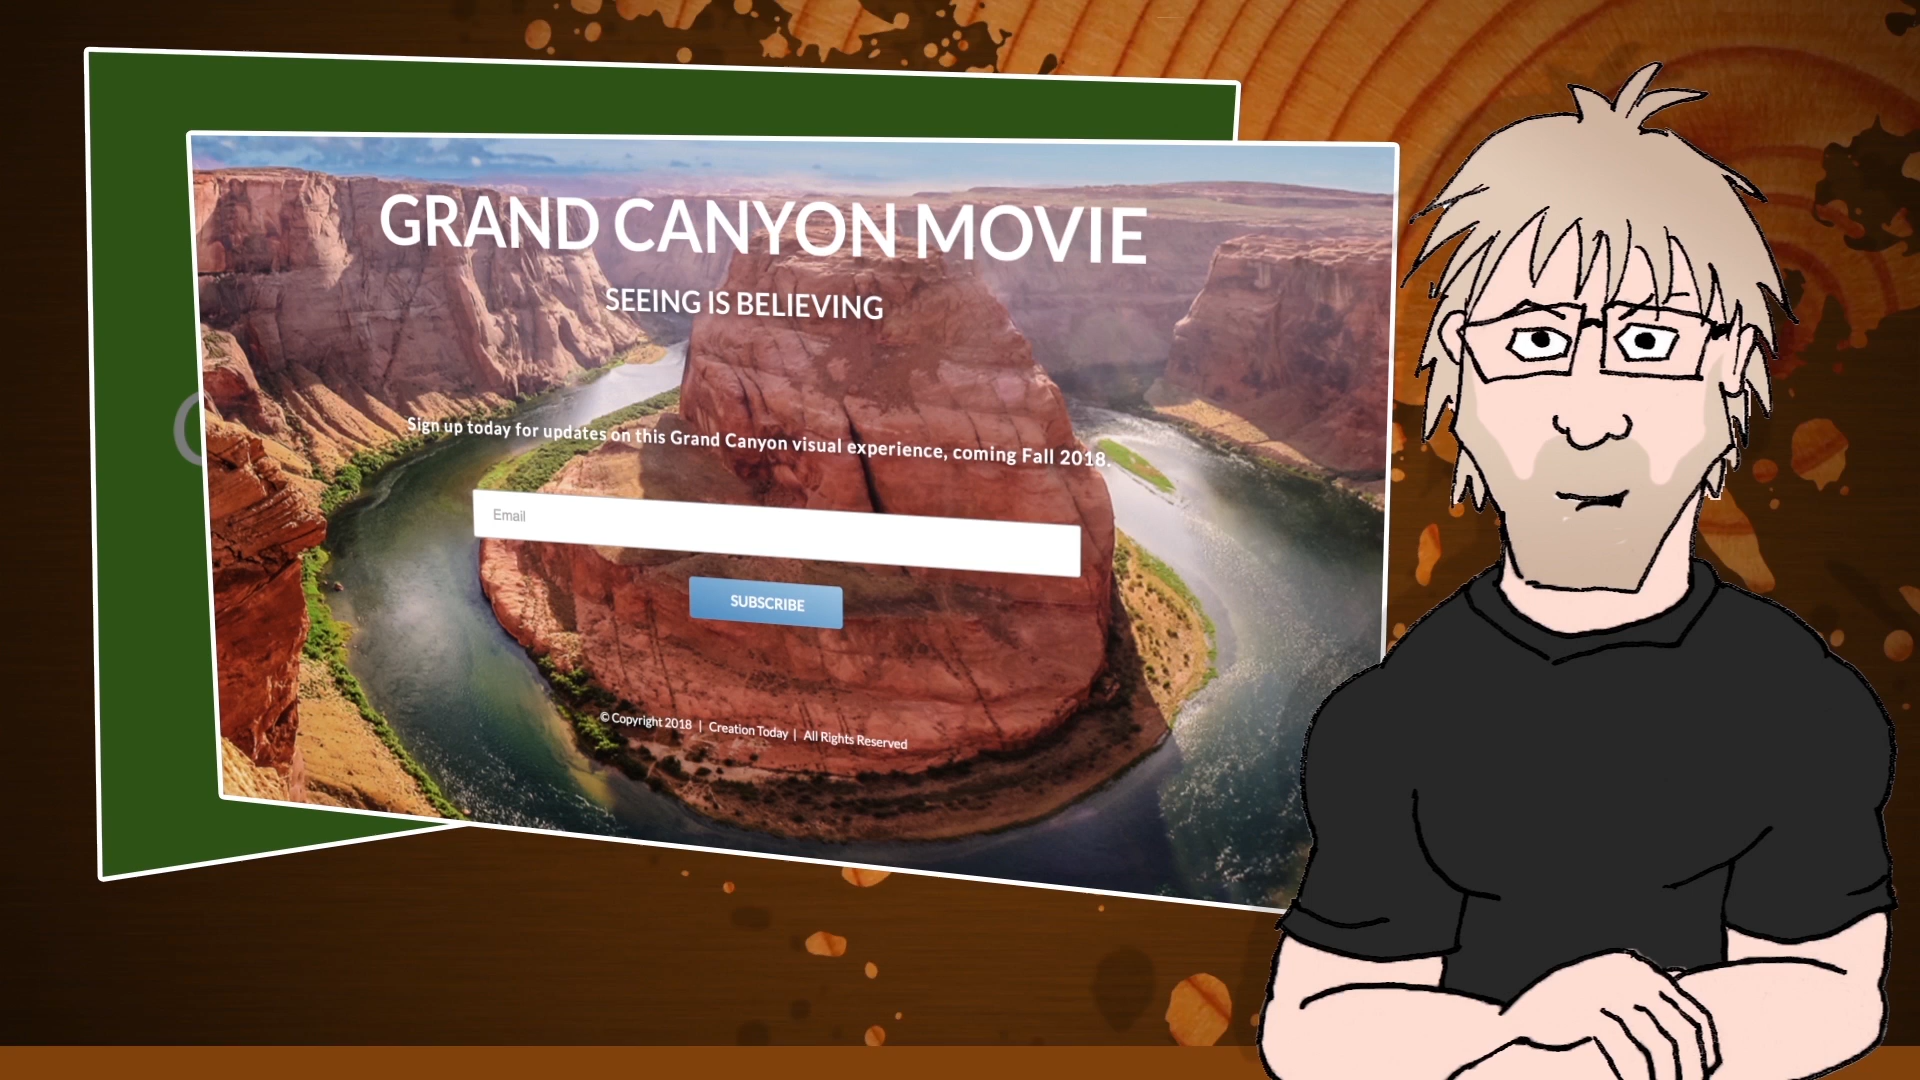 GRAND CANYON MOVIE
SEEING IS BELIEVING
Sign up today for updates on this Grand Canyon visual experience, coming Fall 2018.
Email
SUBSCRIBE
© Copyright 2018 | Creation Today | All Rights Reserved